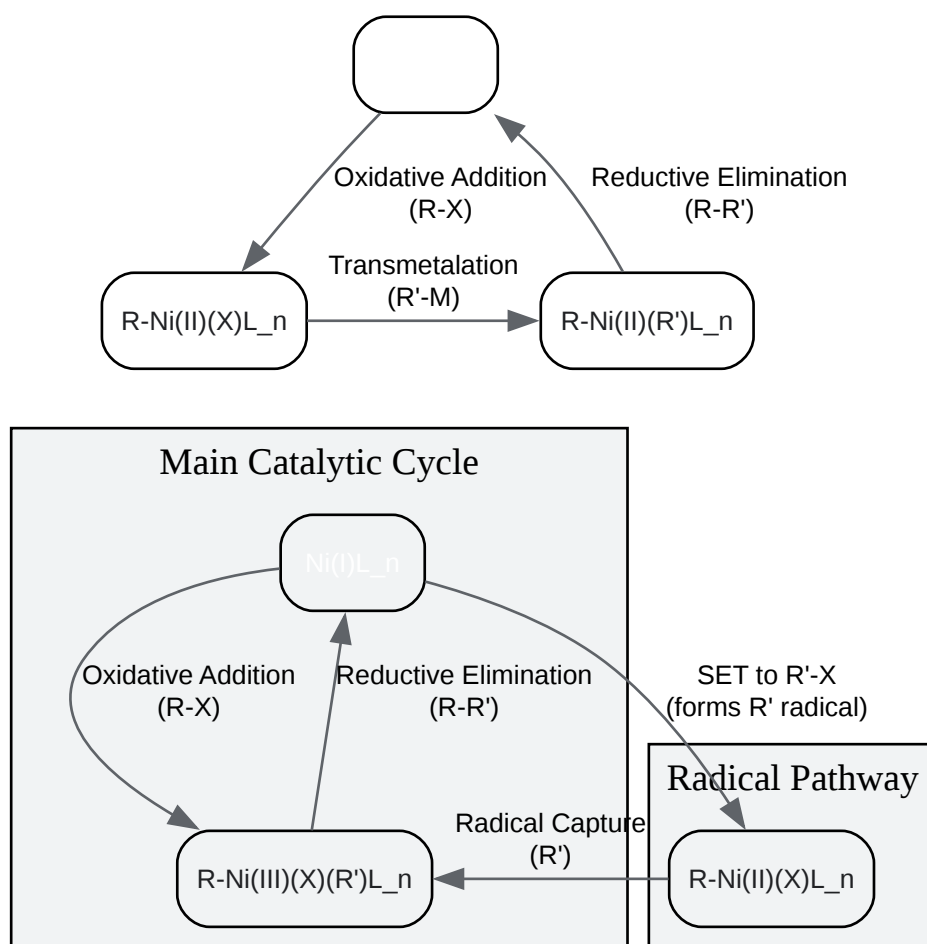 Oxidative Addition
(R-X)
Reductive Elimination
(R-R')
Transmetalation
(R'-M)
R-Ni(II)(X)L_n
R-Ni(II)(R')L_n
Main Catalytic Cycle
Ni(I)L_n
Oxidative Addition
(R-X)
Reductive Elimination
(R-R')
SET to R'-X
(forms R' radical)
Radical Pathway
Radical Capture
(R')
R-Ni(III)(X)(R')L_n
R-Ni(II)(X)L_n